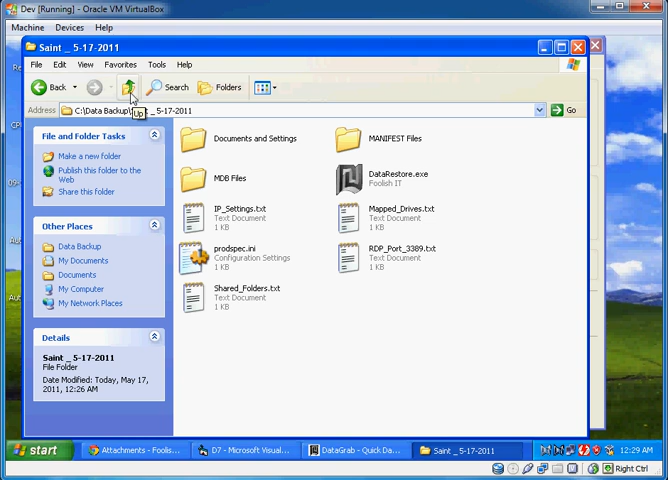 Dev [Running] - Oracle VM VirtualBox
Machine Devices Help
Saint _ 5-17-2011
File Edit View Favorites Tools Help
Back Search Folders
Address C:\Data Backup\ _ 5-17-2011 Go
Up
File and Folder Tasks
Make a new folder
Publish this folder to the
Web
Share this folder
Other Places
Data Backup
My Documents
Documents
My Computer
My Network Places
Details
Saint _ 5-17-2011
File Folder
Date Modified: Today, May 17,
2011, 12:26 AM
Documents and Settings
MANIFEST Files
MDB Files
DataRestore.exe
Foolish IT
IP_Settings.txt
Text Document
1 KB
Mapped_Drives.txt
Text Document
1 KB
prodspec.ini
Configuration Settings
1 KB
RDP_Port_3389.txt
Text Document
1 KB
Shared_Folders.txt
Text Document
1 KB
start
Attachments - Foolis...
D7 - Microsoft Visual...
DataGrab - Quick Da...
Saint _ 5-17-2011
12:29 AM
Right Ctrl